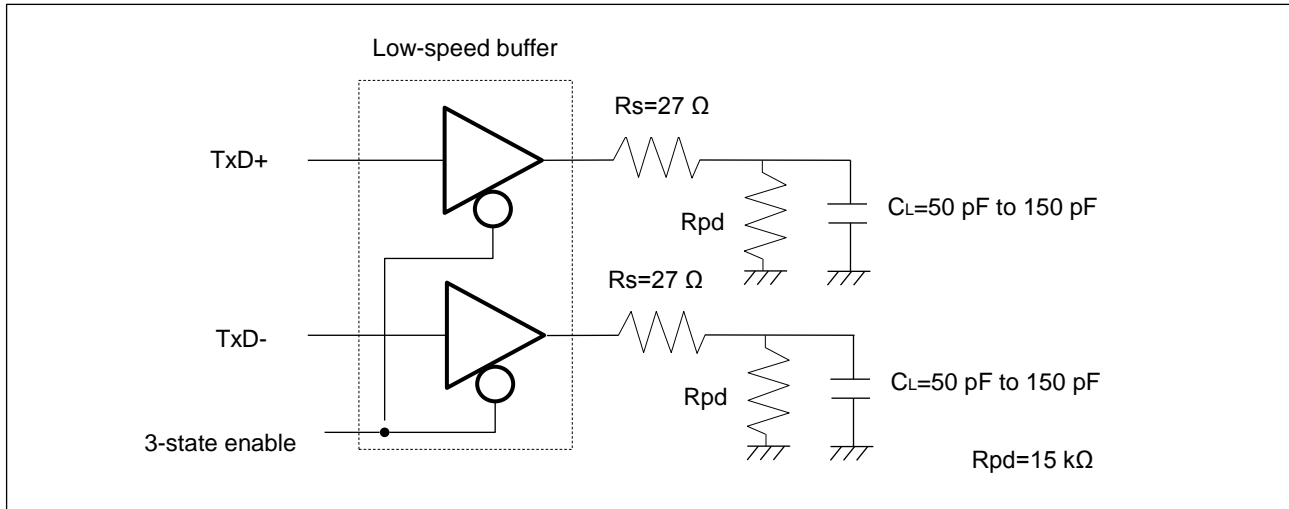 Low-speed buffer
Rs=27 Ω
TxD+
CL=50 pF to 150 pF
Rpd
Rs=27 Ω
TxD-
CL=50 pF to 150 pF
Rpd
3-state enable
Rpd=15 kΩ